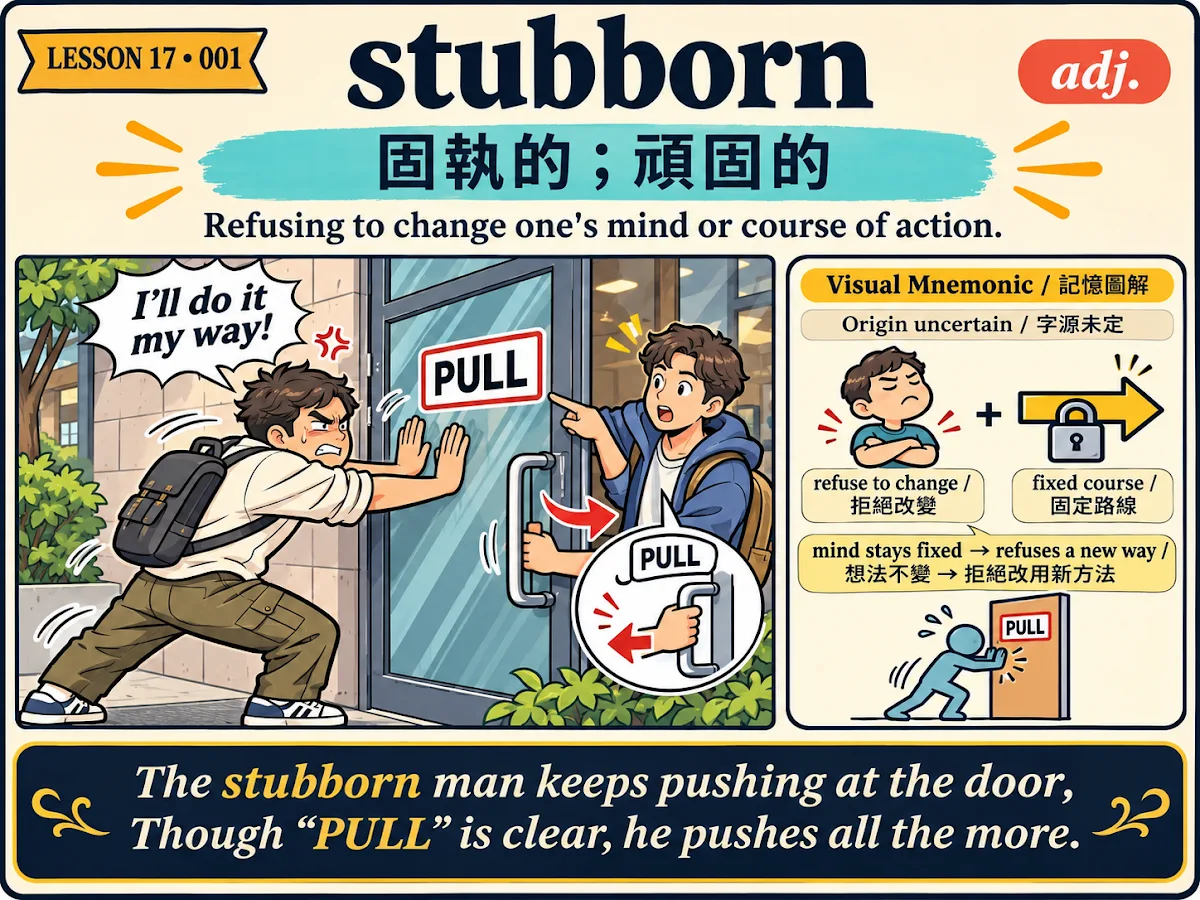 LESSON 17 • 001
stubborn
adj.
固執的；頑固的
Refusing to change one's mind or course of action.
I'll do it
my way!
PULL
PULL
Visual Mnemonic / 記憶圖解
Origin uncertain / 字源未定
+
refuse to change /
拒絕改變
fixed course /
固定路線
mind stays fixed → refuses a new way /
想法不變 → 拒絕改用新方法
PULL
The stubborn man keeps pushing at the door,
Though “PULL” is clear, he pushes all the more.